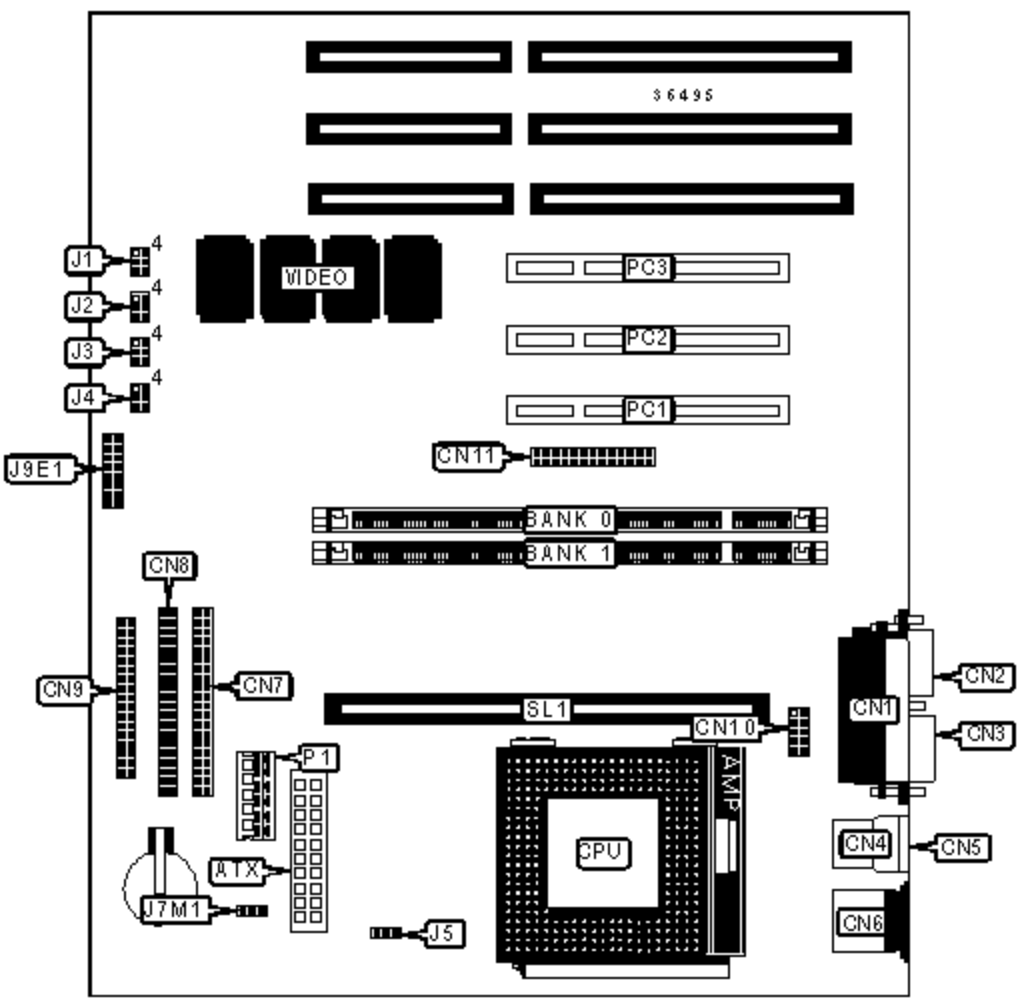 36495
J1
4
VIDEO
PC3
J2
4
J3
4
PC2
J4
4
PC1
J9E1
CN11
BANK 0
BANK 1
CN8
CN9
CN7
SL1
CN10
CN1
CN2
CN3
P1
AMP
CPU
CN4
CN5
ATX
J7M1
J5
CN6